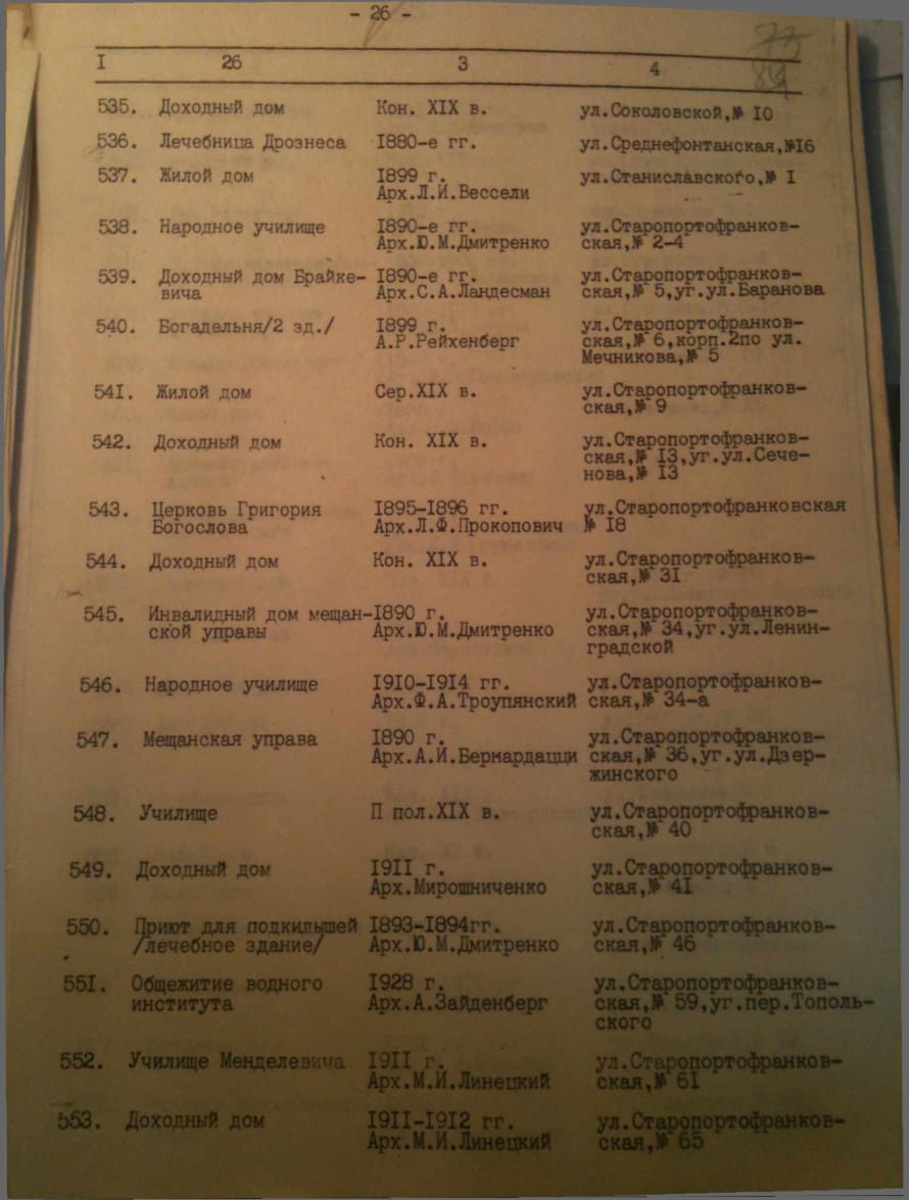 - 26 -
I 26 3 4
535. Доходный дом Кон. XIX в. ул.Соколовской,№ IO
536. Лечебница Дрознеса I880-е гг. ул.Среднефонтанская,№I6
537. Жилой дом I899 г. ул.Станиславского,№ I
Арх.Л.И.Вессели
538. Народное училище I890-е гг. ул.Старопортофранков-
Арх.Ю.М.Дмитренко ская,№ 2-4
539. Доходный дом Брайке- I890-е гг. ул.Старопортофранков-
вича Арх.С.А.Ландесман ская,№ 5,уг.ул.Баранова
540. Богадельня/2 зд./ I899 г. ул.Старопортофранков-
А.Р.Рейхенберг ская,№ 6,корп.2по ул.
Мечникова,№ 5
54I. Жилой дом Сер.XIX в. ул.Старопортофранков-
ская,№ 9
542. Доходный дом Кон. XIX в. ул.Старопортофранков-
ская,№ I3,уг.ул.Сече-
нова,№ I3
543. Церковь Григория I895-I896 гг. ул.Старопортофранковская
Богослова Арх.Л.Ф.Прокопович № I8
544. Доходный дом Кон. XIX в. ул.Старопортофранков-
ская,№ 3I
545. Инвалидный дом мещан- I890 г. ул.Старопортофранков-
ской управы Арх.Ю.М.Дмитренко ская,№ 34,уг.ул.Ленин-
градской
546. Народное училище I9I0-I9I4 гг. ул.Старопортофранков-
Арх.Ф.А.Троупянский ская,№ 34-а
547. Мещанская управа I890 г. ул.Старопортофранков-
Арх.А.И.Бернардацци ская,№ 36,уг.ул.Дзер-
жинского
548. Училище П пол.XIX в. ул.Старопортофранков-
ская,№ 40
549. Доходный дом I9II г. ул.Старопортофранков-
Арх.Мирошниченко ская,№ 4I
550. Приют для подкидышей I893-I894гг. ул.Старопортофранков-
/лечебное здание/ Арх.Ю.М.Дмитренко ская,№ 46
55I. Общежитие водного I928 г. ул.Старопортофранков-
института Арх.А.Зайденберг ская,№ 59,уг.пер.Тополь-
ского
552. Училище Менделевича I9II г. ул.Старопортофранков-
Арх.М.И.Линецкий ская,№ 6I
553. Доходный дом I9II-I9I2 гг. ул.Старопортофранков-
Арх.М.И.Линецкий ская,№ 65